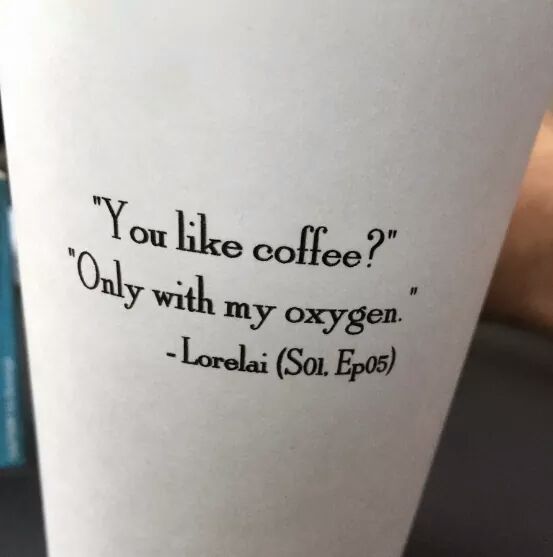 "You like coffee?"
"Only with my oxygen."
-Lorelai (S01, Ep05)